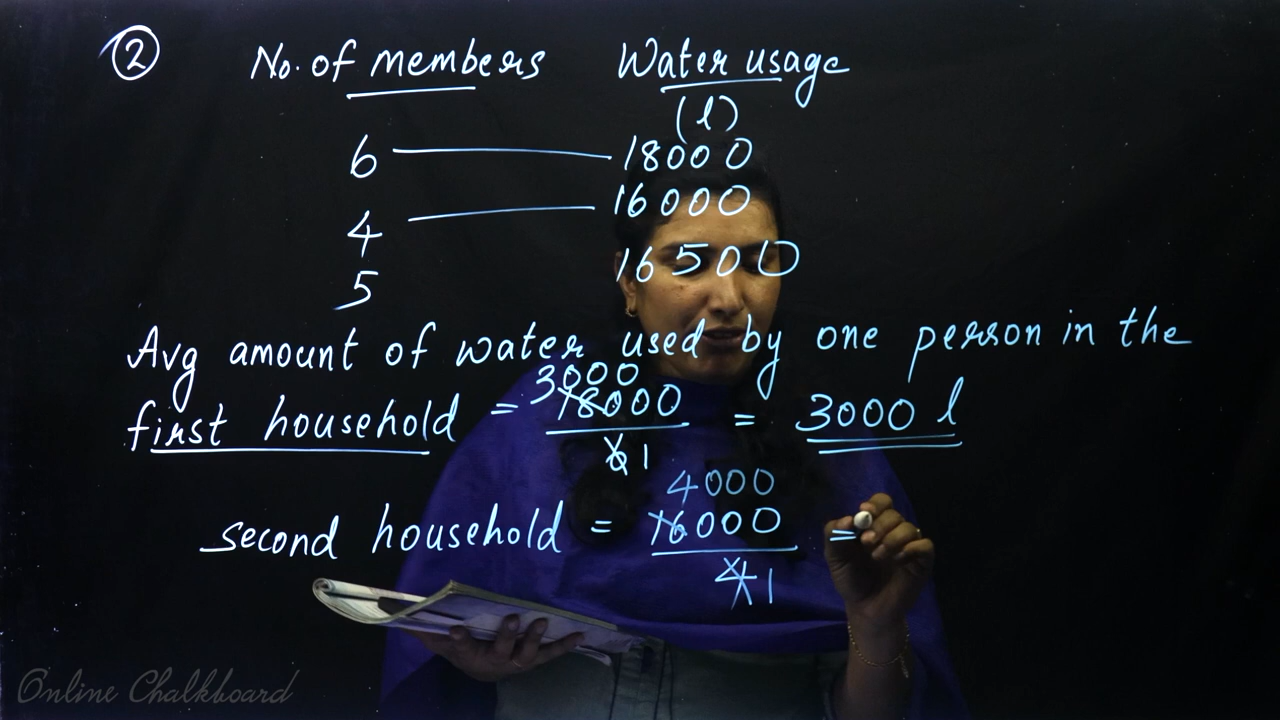 ② No. of members Water usage
(l)
6 18000
4 16000
5 16500
Avg amount of water used by one person in the
3000
first household = 18000 = 3000 l
6 1
4000
second household = 16000 =
4 1
Online Chalkboard